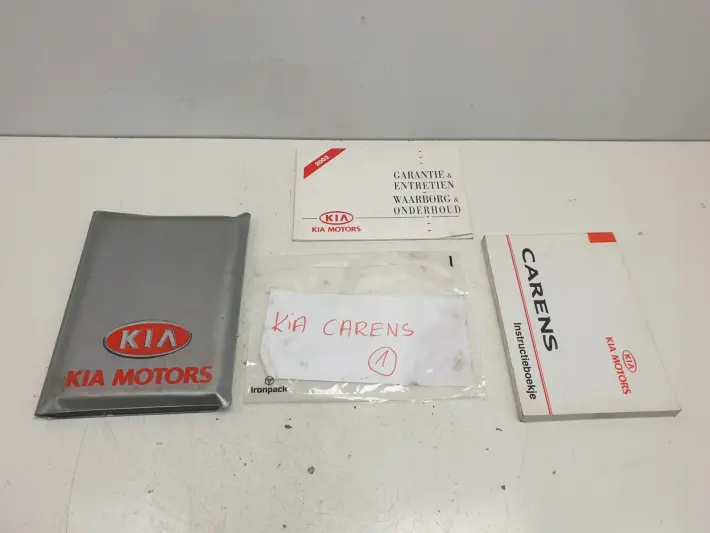 2002
GARANTIE &
ENTRETIEN
WAARBORG &
ONDERHOUD
KIA
KIA MOTORS
KIA
KIA MOTORS
KiA CARENS
1
Ironpack
CARENS
Instructieboekje
KIA
KIA MOTORS